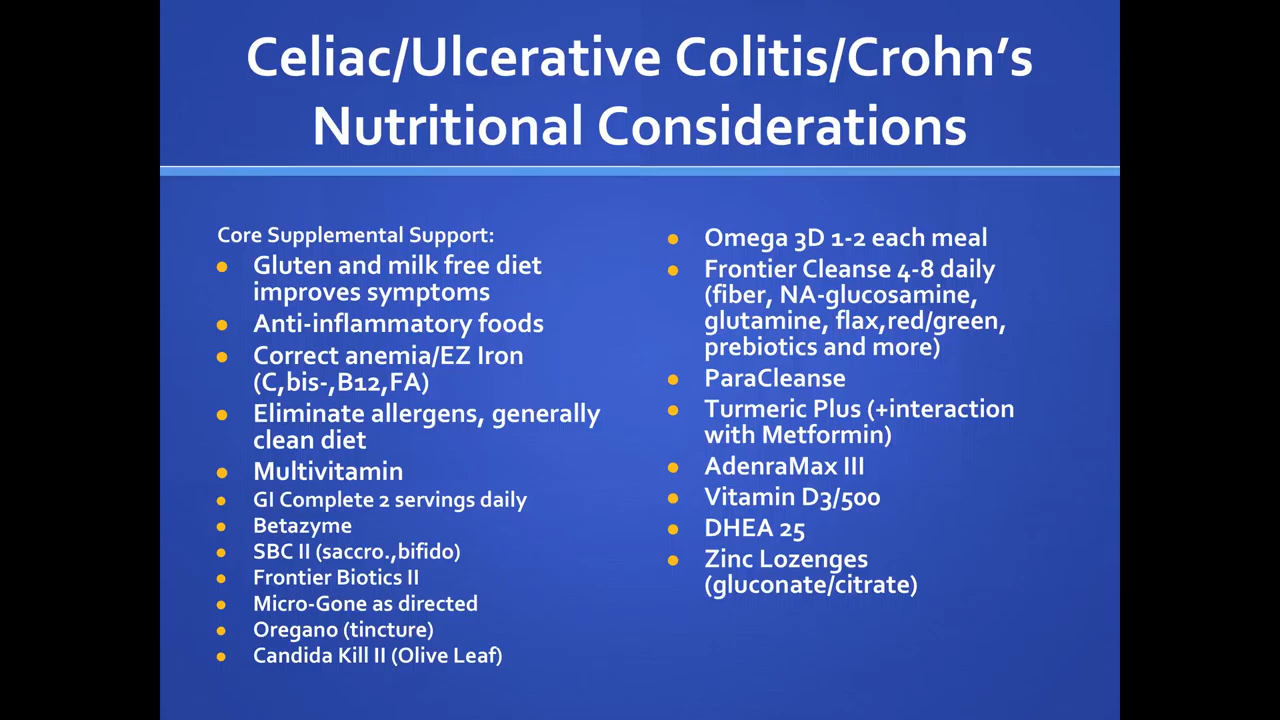 Celiac/Ulcerative Colitis/Crohn’s
Nutritional Considerations
Core Supplemental Support:
Gluten and milk free diet
improves symptoms
Anti-inflammatory foods
Correct anemia/EZ Iron
(C,bis-,B12,FA)
Eliminate allergens, generally
clean diet
Multivitamin
GI Complete 2 servings daily
Betazyme
SBC II (saccro.,bifido)
Frontier Biotics II
Micro-Gone as directed
Oregano (tincture)
Candida Kill II (Olive Leaf)
Omega 3D 1-2 each meal
Frontier Cleanse 4-8 daily
(fiber, NA-glucosamine,
glutamine, flax,red/green,
prebiotics and more)
ParaCleanse
Turmeric Plus (+interaction
with Metformin)
AdenraMax III
Vitamin D3/500
DHEA 25
Zinc Lozenges
(gluconate/citrate)